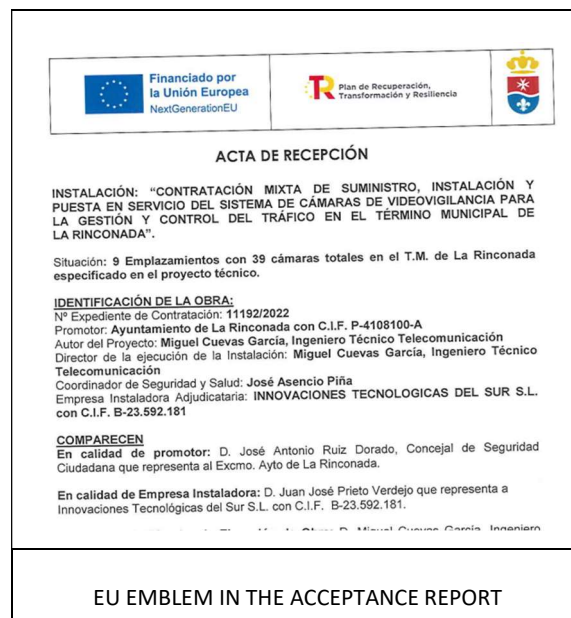 Financiado por
la Unión Europea
NextGenerationEU
Plan de Recuperación,
Transformación y Resiliencia
ACTA DE RECEPCIÓN
INSTALACIÓN: “CONTRATACIÓN MIXTA DE SUMINISTRO, INSTALACIÓN Y
PUESTA EN SERVICIO DEL SISTEMA DE CÁMARAS DE VIDEOVIGILANCIA PARA
LA GESTIÓN Y CONTROL DEL TRÁFICO EN EL TÉRMINO MUNICIPAL DE
LA RINCONADA”.
Situación: 9 Emplazamientos con 39 cámaras totales en el T.M. de La Rinconada
especificado en el proyecto técnico.
IDENTIFICACIÓN DE LA OBRA:
Nº Expediente de Contratación: 11192/2022
Promotor: Ayuntamiento de La Rinconada con C.I.F. P-4108100-A
Autor del Proyecto: Miguel Cuevas García, Ingeniero Técnico Telecomunicación
Director de la ejecución de la Instalación: Miguel Cuevas García, Ingeniero Técnico
Telecomunicación
Coordinador de Seguridad y Salud: José Asencio Piña
Empresa Instaladora Adjudicataria: INNOVACIONES TECNOLOGICAS DEL SUR S.L.
con C.I.F. B-23.592.181
COMPARECEN
En calidad de promotor: D. José Antonio Ruiz Dorado, Concejal de Seguridad
Ciudadana que representa al Excmo. Ayto de La Rinconada.
En calidad de Empresa Instaladora: D. Juan José Prieto Verdejo que representa a
Innovaciones Tecnológicas del Sur S.L. con C.I.F. B-23.592.181.
D. Miguel Cuevas García, Ingeniero
EU EMBLEM IN THE ACCEPTANCE REPORT